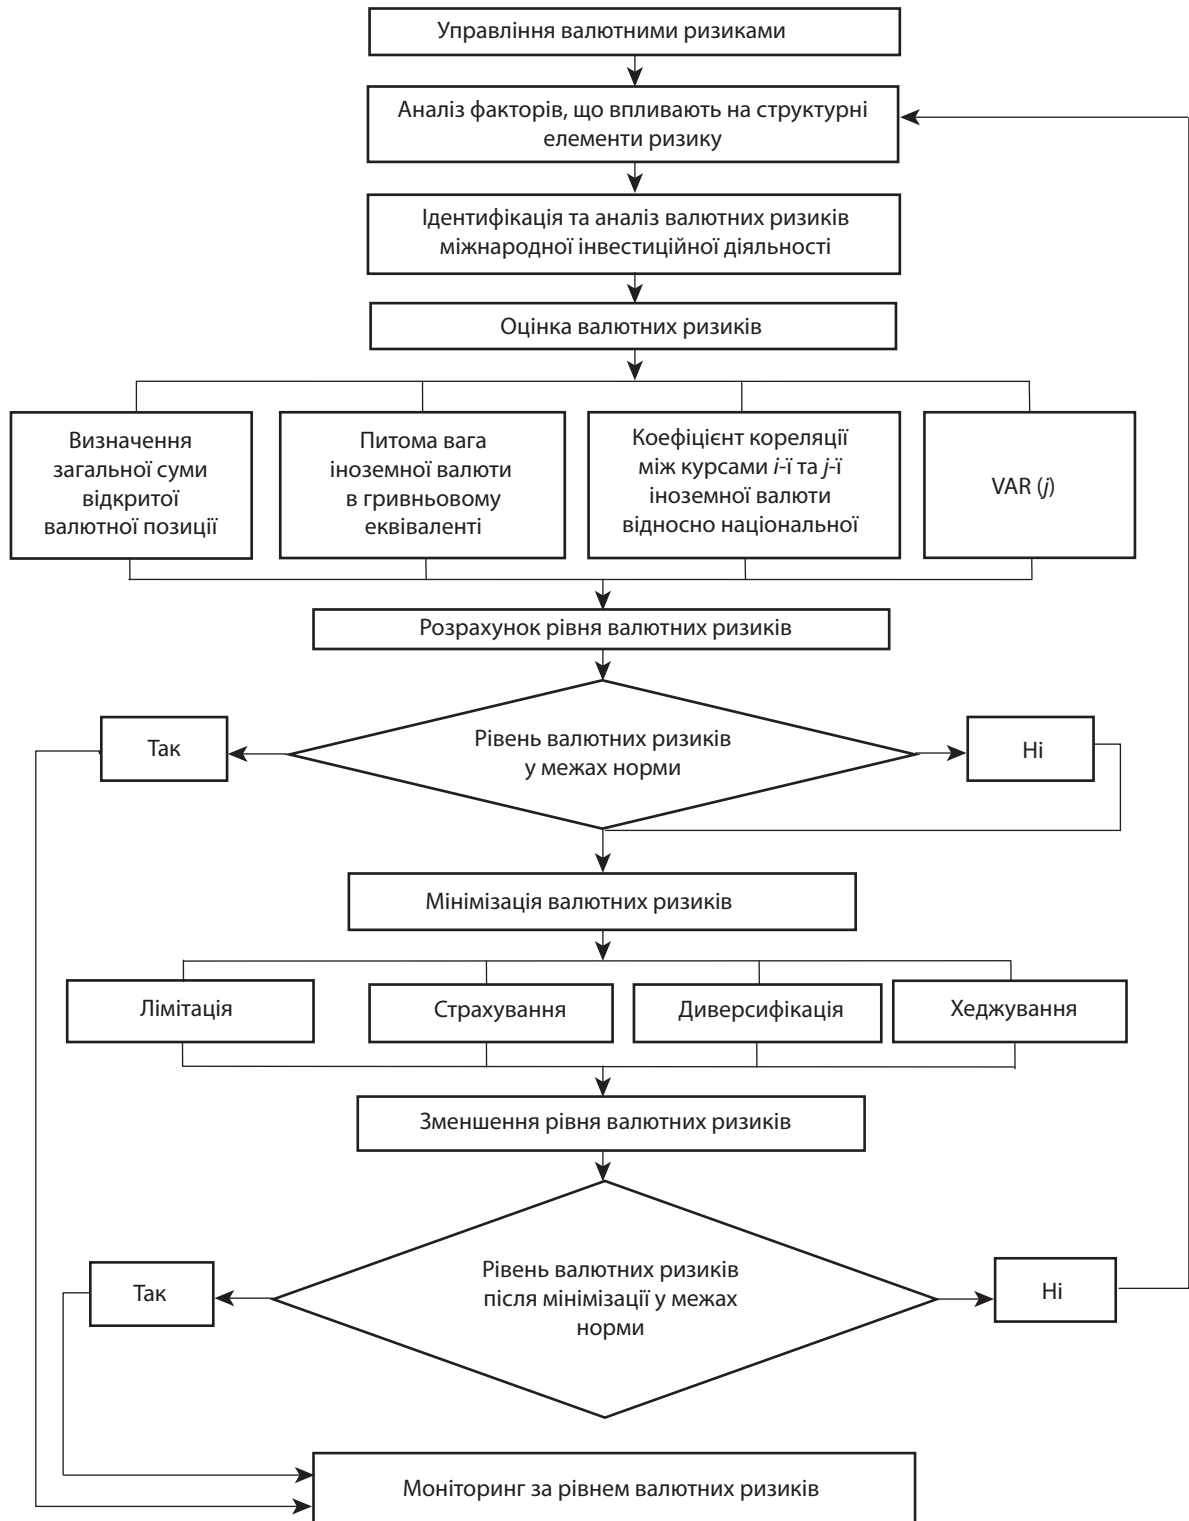 Управління валютними ризиками
Аналіз факторів, що впливають на структурні
елементи ризику
Ідентифікація та аналіз валютних ризиків
міжнародної інвестиційної діяльності
Оцінка валютних ризиків
Визначення
загальної суми
відкритої
валютної позиції
Питома вага
іноземної валюти
в гривньовому
еквіваленті
Коефіцієнт кореляції
між курсами i-ї та j-ї
іноземної валюти
відносно національної
VAR (j)
Розрахунок рівня валютних ризиків
Так
Рівень валютних ризиків
у межах норми
Ні
Мінімізація валютних ризиків
Лімітація
Страхування
Диверсифікація
Хеджування
Зменшення рівня валютних ризиків
Так
Рівень валютних ризиків
після мінімізації у межах
норми
Ні
Моніторинг за рівнем валютних ризиків